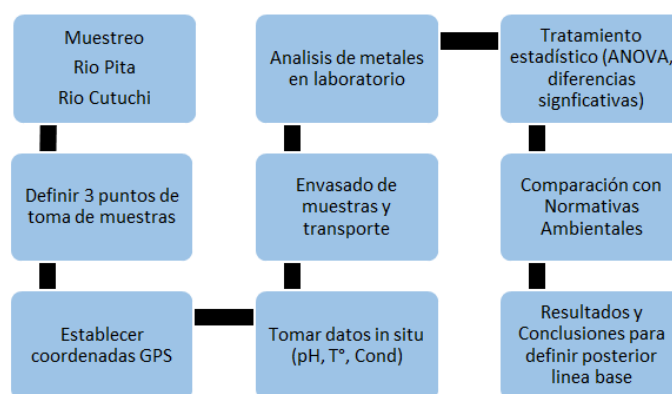 Muestreo
Rio Pita
Rio Cutuchi
Definir 3 puntos de
toma de muestras
Establecer
coordenadas GPS
Tomar datos in situ
(pH, T°, Cond)
Envasado de
muestras y
transporte
Analisis de metales
en laboratorio
Tratamiento
estadístico (ANOVA,
diferencias
signficativas)
Comparación con
Normativas
Ambientales
Resultados y
Conclusiones para
definir posterior
linea base